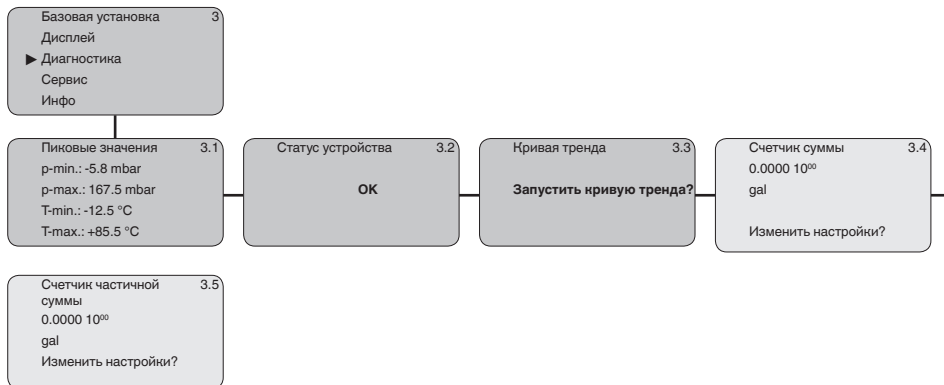 Базовая установка 3
Дисплей
▶ Диагностика
Сервис
Инфо
Пиковые значения 3.1
p-min.: -5.8 mbar
p-max.: 167.5 mbar
T-min.: -12.5 °C
T-max.: +85.5 °C
Статус устройства 3.2
OK
Кривая тренда 3.3
Запустить кривую тренда?
Счетчик суммы 3.4
0.0000 10⁰⁰
gal
Изменить настройки?
Счетчик частичной 3.5
суммы
0.0000 10⁰⁰
gal
Изменить настройки?